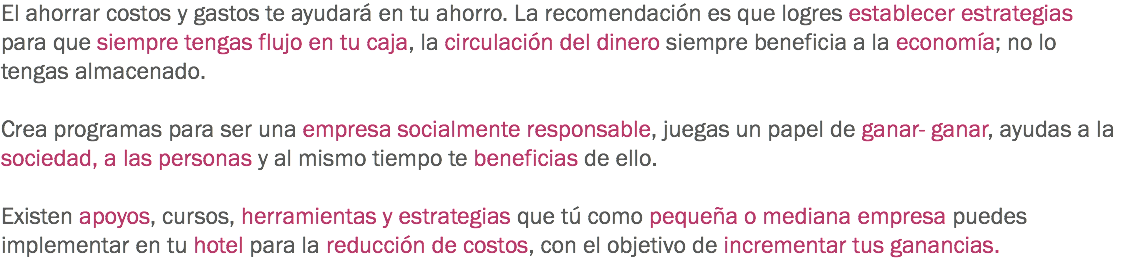 El ahorrar costos y gastos te ayudará en tu ahorro. La recomendación es que logres establecer estrategias
para que siempre tengas flujo en tu caja, la circulación del dinero siempre beneficia a la economía; no lo
tengas almacenado.
Crea programas para ser una empresa socialmente responsable, juegas un papel de ganar- ganar, ayudas a la
sociedad, a las personas y al mismo tiempo te beneficias de ello.
Existen apoyos, cursos, herramientas y estrategias que tú como pequeña o mediana empresa puedes
implementar en tu hotel para la reducción de costos, con el objetivo de incrementar tus ganancias.